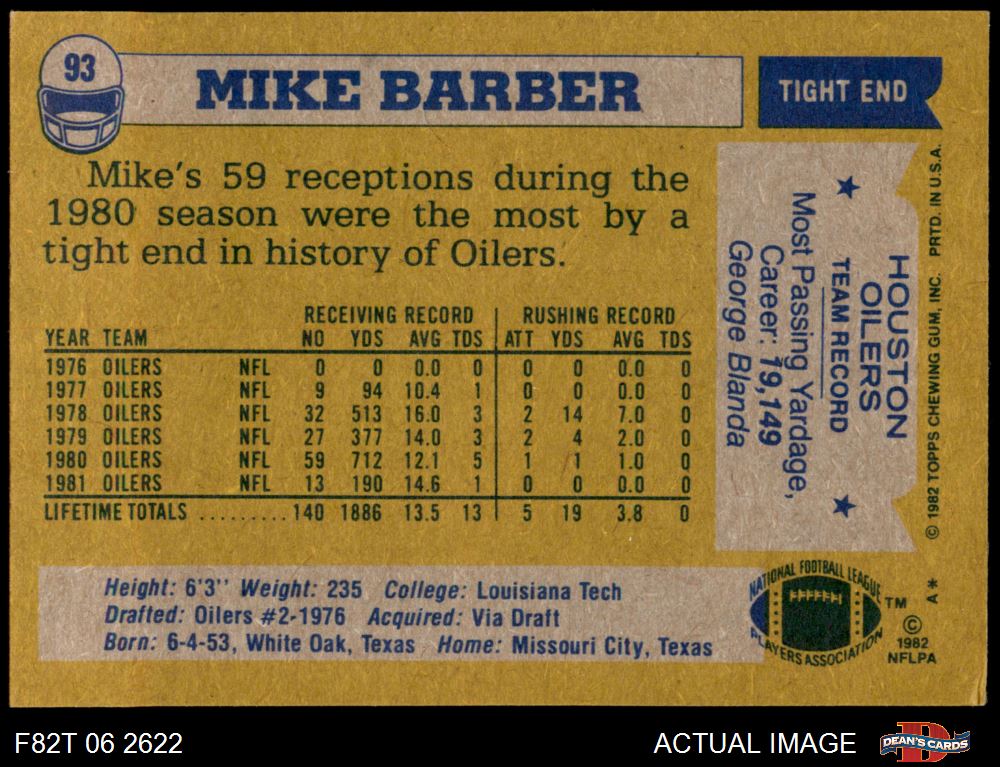 93
MIKE BARBER
TIGHT END
Mike's 59 receptions during the
1980 season were the most by a
tight end in history of Oilers.
RECEIVING RECORD RUSHING RECORD
YEAR TEAM NO YDS AVG TDS ATT YDS AVG TDS
1976 OILERS NFL 0 0 0.0 0 0 0 0.0 0
1977 OILERS NFL 9 94 10.4 1 0 0 0.0 0
1978 OILERS NFL 32 513 16.0 3 2 14 7.0 0
1979 OILERS NFL 27 377 14.0 3 2 4 2.0 0
1980 OILERS NFL 59 712 12.1 5 1 1 1.0 0
1981 OILERS NFL 13 190 14.6 1 0 0 0.0 0
LIFETIME TOTALS ......... 140 1886 13.5 13 5 19 3.8 0
HOUSTON
OILERS
TEAM RECORD
Most Passing Yardage,
Career: 19,149
George Blanda
© 1982 TOPPS CHEWING GUM, INC. PRTD. IN U.S.A.
Height: 6'3'' Weight: 235 College: Louisiana Tech
Drafted: Oilers #2-1976 Acquired: Via Draft
Born: 6-4-53, White Oak, Texas Home: Missouri City, Texas
NATIONAL FOOTBALL LEAGUE
PLAYERS ASSOCIATION
TM
©
1982
NFLPA
A*
F82T 06 2622
ACTUAL IMAGE
DEAN'S CARDS